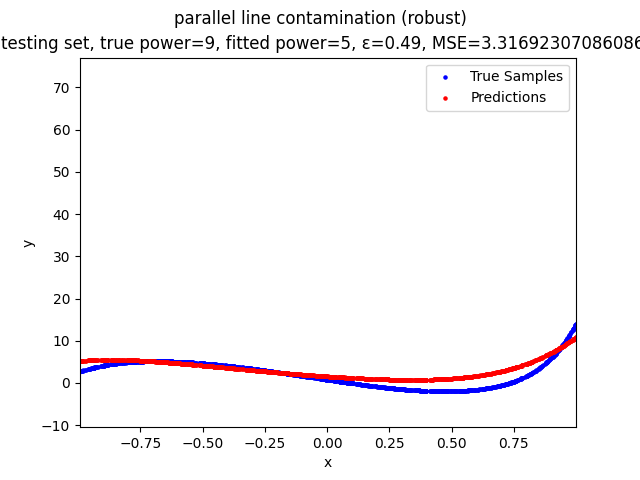 parallel line contamination (robust)
testing set, true power=9, fitted power=5, ε=0.49, MSE=3.31692307086086
True Samples
Predictions
70
60
50
40
30
20
10
0
−10
y
−0.75 −0.50 −0.25 0.00 0.25 0.50 0.75
x